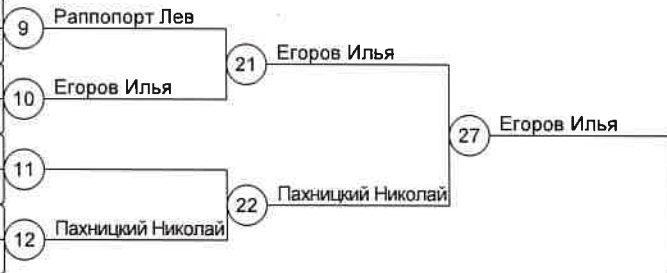 9 Раппопорт Лев
21 Егоров Илья
10 Егоров Илья
27 Егоров Илья
11
22 Пахницкий Николай
12 Пахницкий Николай